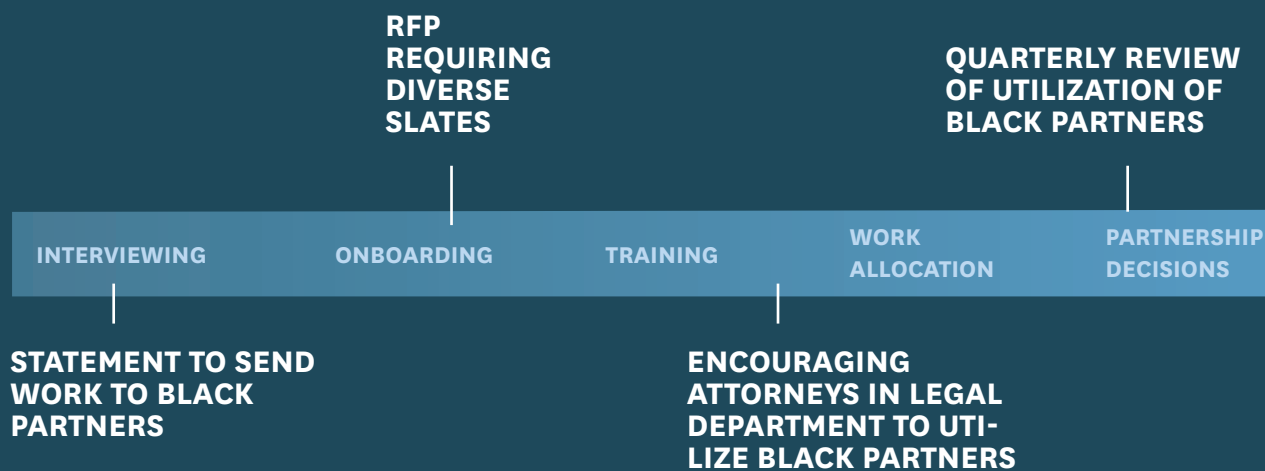 RFP
REQUIRING
DIVERSE
SLATES
QUARTERLY REVIEW
OF UTILIZATION OF
BLACK PARTNERS
INTERVIEWING
ONBOARDING
TRAINING
WORK
ALLOCATION
PARTNERSHIP
DECISIONS
STATEMENT TO SEND
WORK TO BLACK
PARTNERS
ENCOURAGING
ATTORNEYS IN LEGAL
DEPARTMENT TO UTI-
LIZE BLACK PARTNERS